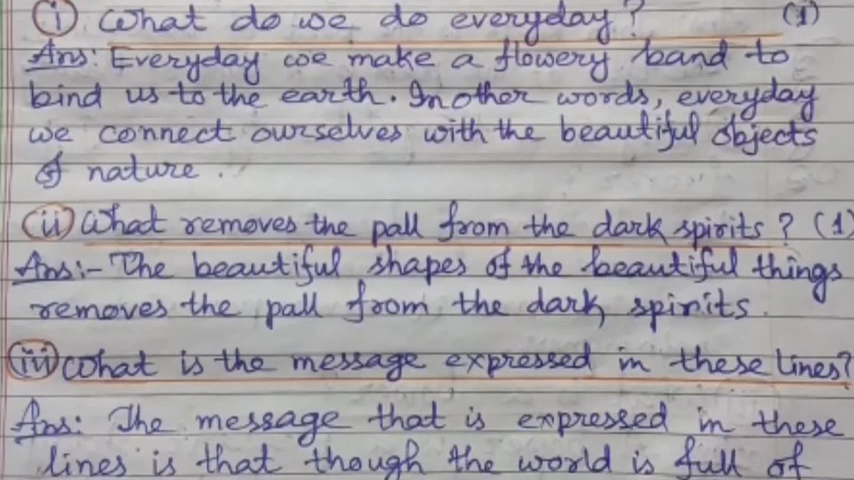 (i) What do we do everyday? (1)
Ans: Everyday we make a flowery band to
bind us to the earth. In other words, everyday
we connect ourselves with the beautiful objects
of nature.
(ii) What removes the pall from the dark spirits? (1)
Ans:- The beautiful shapes of the beautiful things
removes the pall from the dark spirits.
(iii) What is the message expressed in these lines?
Ans: The message that is expressed in these
lines is that though the world is full of